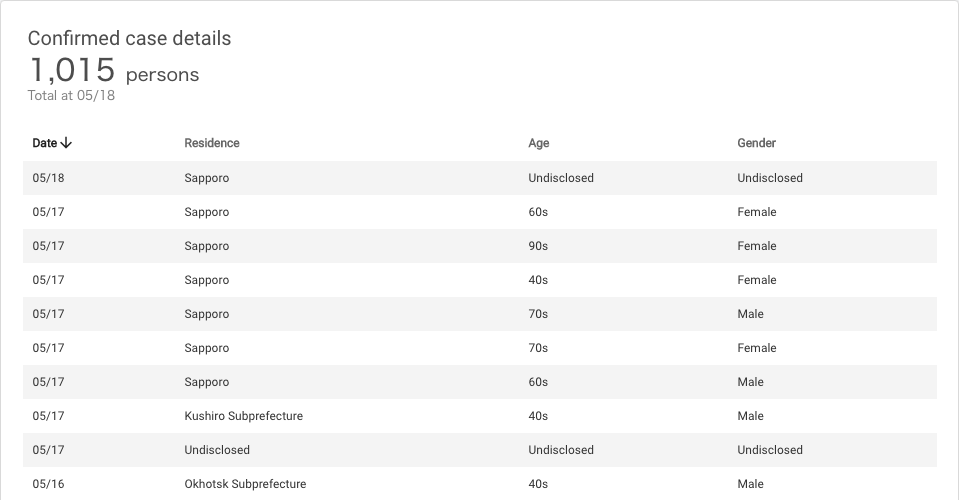 Confirmed case details
1,015 persons
Total at 05/18
Date Residence Age Gender
05/18 Sapporo Undisclosed Undisclosed
05/17 Sapporo 60s Female
05/17 Sapporo 90s Female
05/17 Sapporo 40s Female
05/17 Sapporo 70s Male
05/17 Sapporo 70s Female
05/17 Sapporo 60s Male
05/17 Kushiro Subprefecture 40s Male
05/17 Undisclosed Undisclosed Undisclosed
05/16 Okhotsk Subprefecture 40s Male